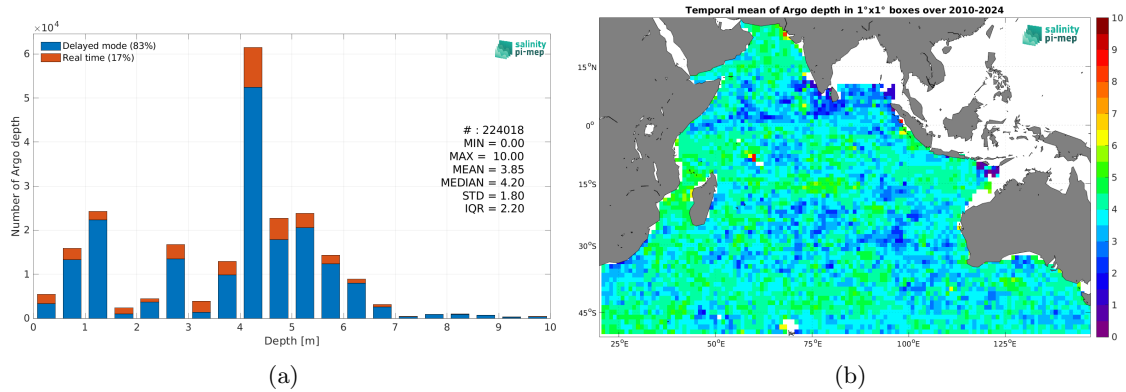 ×10⁴
6
5
4
3
2
1
0
Number of Argo depth
Delayed mode (83%)
Real time (17%)
salinity
pi-mep
# : 224018
MIN = 0.00
MAX = 10.00
MEAN = 3.85
MEDIAN = 4.20
STD = 1.80
IQR = 2.20
0 1 2 3 4 5 6 7 8 9 10
Depth [m]
(a)
Temporal mean of Argo depth in 1°x1° boxes over 2010-2024
salinity
pi-mep
15°N
0°
15°S
30°S
45°S
25°E 50°E 75°E 100°E 125°E
10
9
8
7
6
5
4
3
2
1
0
(b)